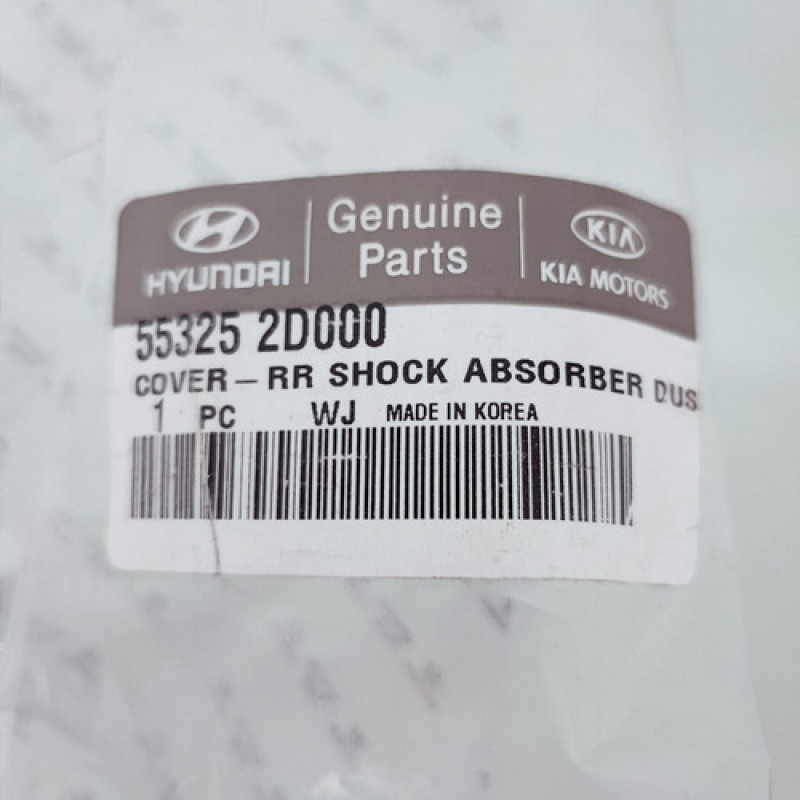 HYUNDAI
Genuine
Parts
KIA
KIA MOTORS
55325 2D000
COVER-RR SHOCK ABSORBER DUS
1 PC WJ MADE IN KOREA